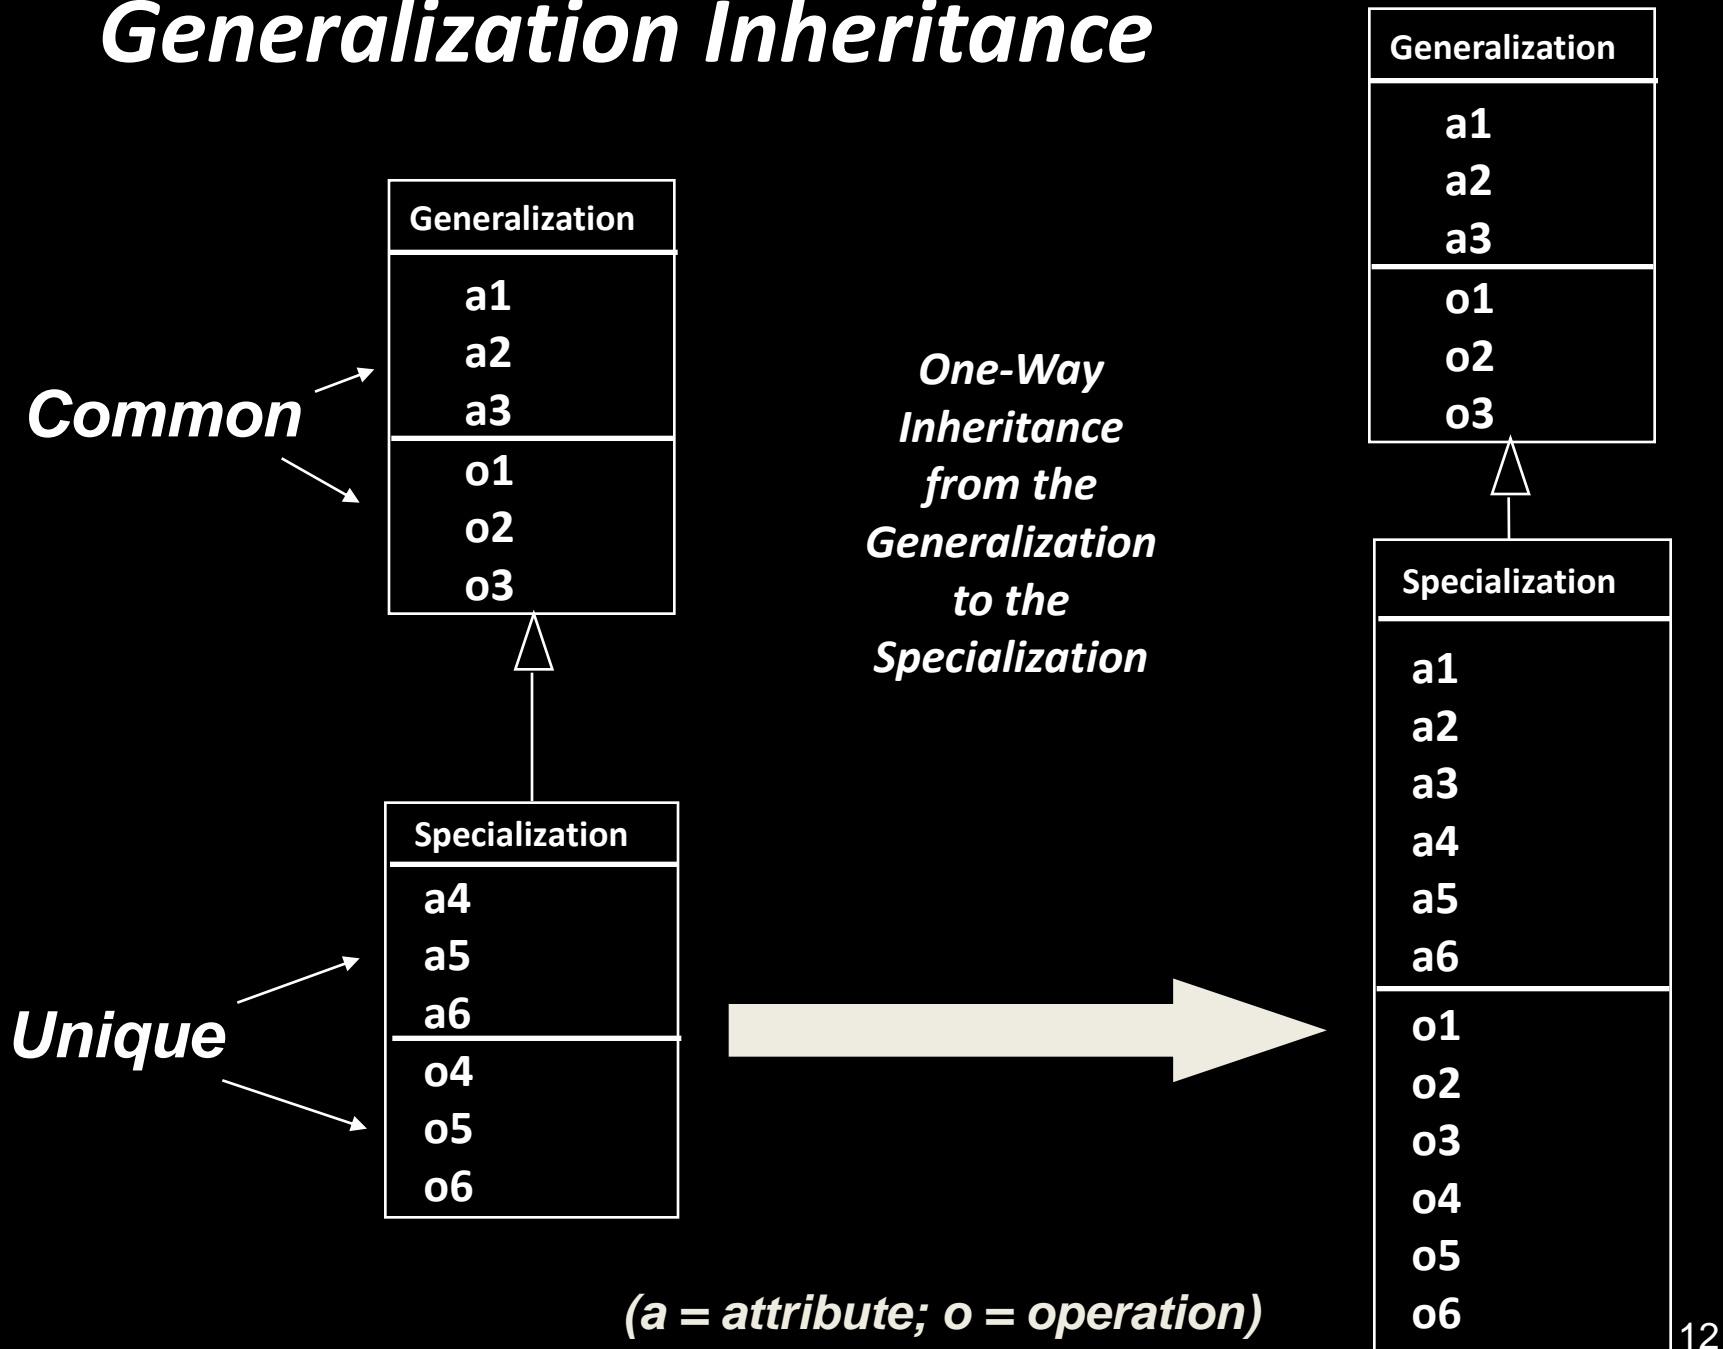 Generalization Inheritance
Generalization
a1
a2
a3
o1
o2
o3
Common
Specialization
a4
a5
a6
o4
o5
o6
Unique
One-Way
Inheritance
from the
Generalization
to the
Specialization
Generalization
a1
a2
a3
o1
o2
o3
Specialization
a1
a2
a3
a4
a5
a6
o1
o2
o3
o4
o5
o6
(a = attribute; o = operation)
12